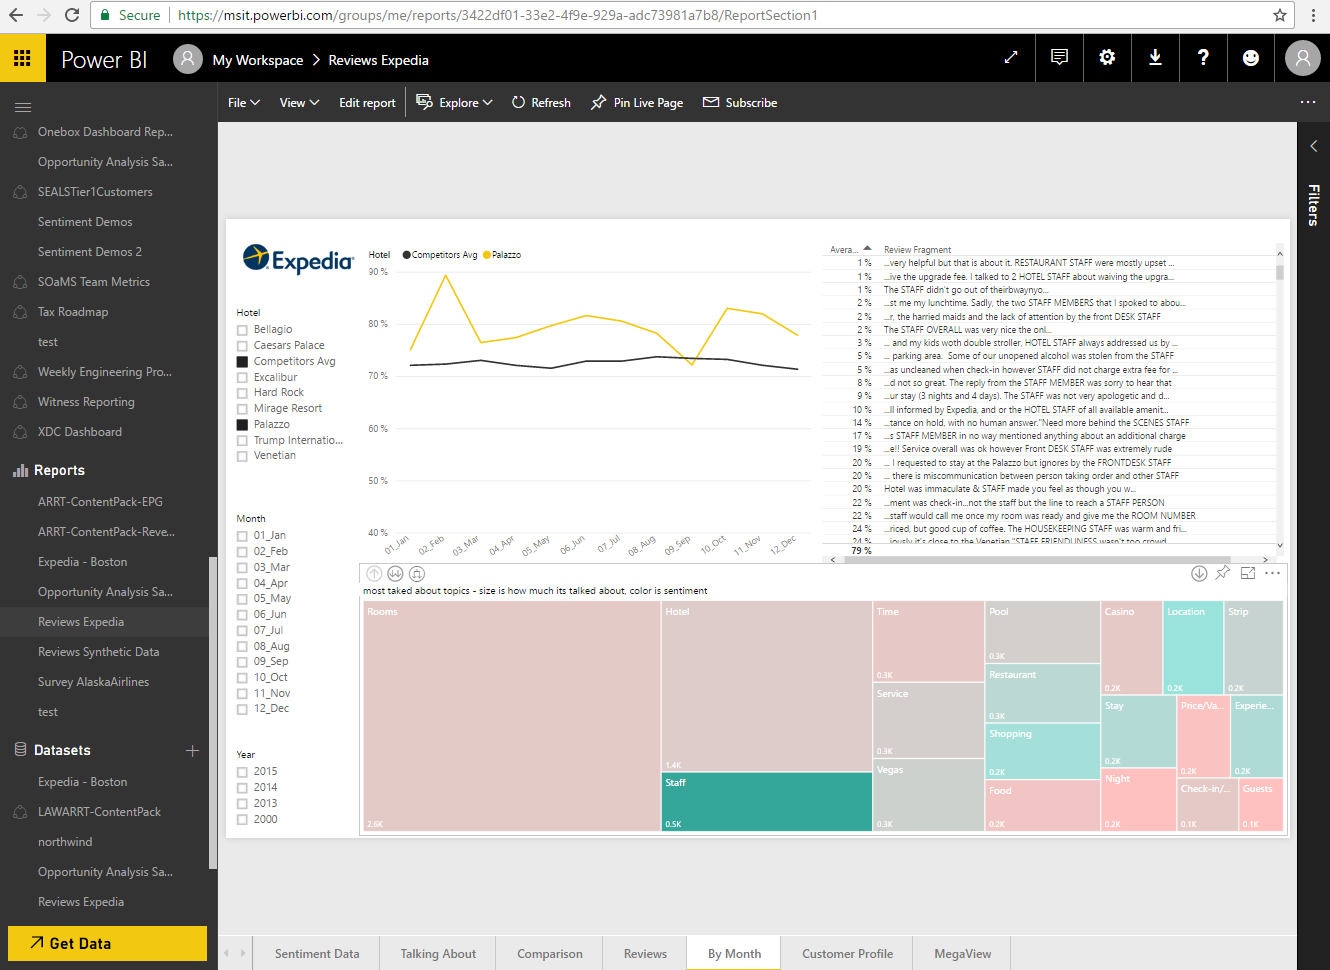 Secure
https://msit.powerbi.com/groups/me/reports/3422df01-33e2-4f9e-929a-adc73981a7b8/ReportSection1
Power BI
My Workspace > Reviews Expedia
File View Edit report Explore Refresh Pin Live Page Subscribe
Onebox Dashboard Rep...
Opportunity Analysis Sa...
SEALSTier1Customers
Sentiment Demos
Sentiment Demos 2
SOaMS Team Metrics
Tax Roadmap
test
Weekly Engineering Pro...
Witness Reporting
XDC Dashboard
Reports
ARRT-ContentPack-EPG
ARRT-ContentPack-Reve...
Expedia - Boston
Opportunity Analysis Sa...
Reviews Expedia
Reviews Synthetic Data
Survey AlaskaAirlines
test
Datasets
Expedia - Boston
LAWARRT-ContentPack
northwind
Opportunity Analysis Sa...
Reviews Expedia
Get Data
Expedia
Hotel
Bellagio
Caesars Palace
Competitors Avg
Excalibur
Hard Rock
Mirage Resort
Palazzo
Trump Internatio...
Venetian
Month
01_Jan
02_Feb
03_Mar
04_Apr
05_May
06_Jun
07_Jul
08_Aug
09_Sep
10_Oct
11_Nov
12_Dec
Year
2015
2014
2013
2000
Hotel Competitors Avg Palazzo
90 %
80 %
70 %
60 %
50 %
40 %
01_Jan 02_Feb 03_Mar 04_Apr 05_May 06_Jun 07_Jul 08_Aug 09_Sep 10_Oct 11_Nov 12_Dec
Avera... Review Fragment
1 % ...very helpful but that is about it. RESTAURANT STAFF were mostly upset ...
1 % ...ive the upgrade fee. I talked to 2 HOTEL STAFF about waiving the upgra...
1 % The STAFF didn't go out of theirbwaynyo...
2 % ...st me my lunchtime. Sadly, the two STAFF MEMBERS that I spoked to abou...
2 % ...r, the harried maids and the lack of attention by the front DESK STAFF
2 % The STAFF OVERALL was very nice the onl...
3 % ... and my kids woth double stroller, HOTEL STAFF always addressed us by ...
5 % ... parking area. Some of our unopened alcohol was stolen from the STAFF
5 % ...as uncleaned when check-in however STAFF did not charge extra fee for ...
8 % ...d not so great. The reply from the STAFF MEMBER was sorry to hear that
9 % ...ur stay (3 nights and 4 days). The STAFF was not very apologetic and d...
10 % ...ll informed by Expedia, and or the HOTEL STAFF of all available amenit...
14 % ...tance on hold, with no human answer."Need more behind the SCENES STAFF
17 % ...s STAFF MEMBER in no way mentioned anything about an additional charge
19 % ...e!! Service overall was ok however Front DESK STAFF was extremely rude
20 % ... I requested to stay at the Palazzo but ignores by the FRONTDESK STAFF
20 % ... there is miscommunication between person taking order and other STAFF
20 % Hotel was immaculate & STAFF made you feel as though you w...
22 % ...ment was check-in...not the staff but the line to reach a STAFF PERSON
22 % ...staff would call me once my room was ready and give me the ROOM NUMBER
24 % ...riced, but good cup of coffee. The HOUSEKEEPING STAFF was warm and fri...
24 % ...iously it's close to the Venetian."STAFF FRIENDLINESS wasn't too crowd...
79 %
most taked about topics - size is how much its talked about, color is sentiment
Rooms
2.6K
Hotel
1.4K
Staff
0.5K
Time
0.3K
Service
0.3K
Vegas
0.3K
Pool
0.3K
Restaurant
0.3K
Shopping
0.2K
Food
0.2K
Casino
0.2K
Location
0.2K
Strip
0.2K
Stay
0.2K
Price/Va...
0.2K
Experie...
0.2K
Night
0.2K
Check-in/...
0.1K
Guests
0.1K
Filters
Sentiment Data Talking About Comparison Reviews By Month Customer Profile MegaView